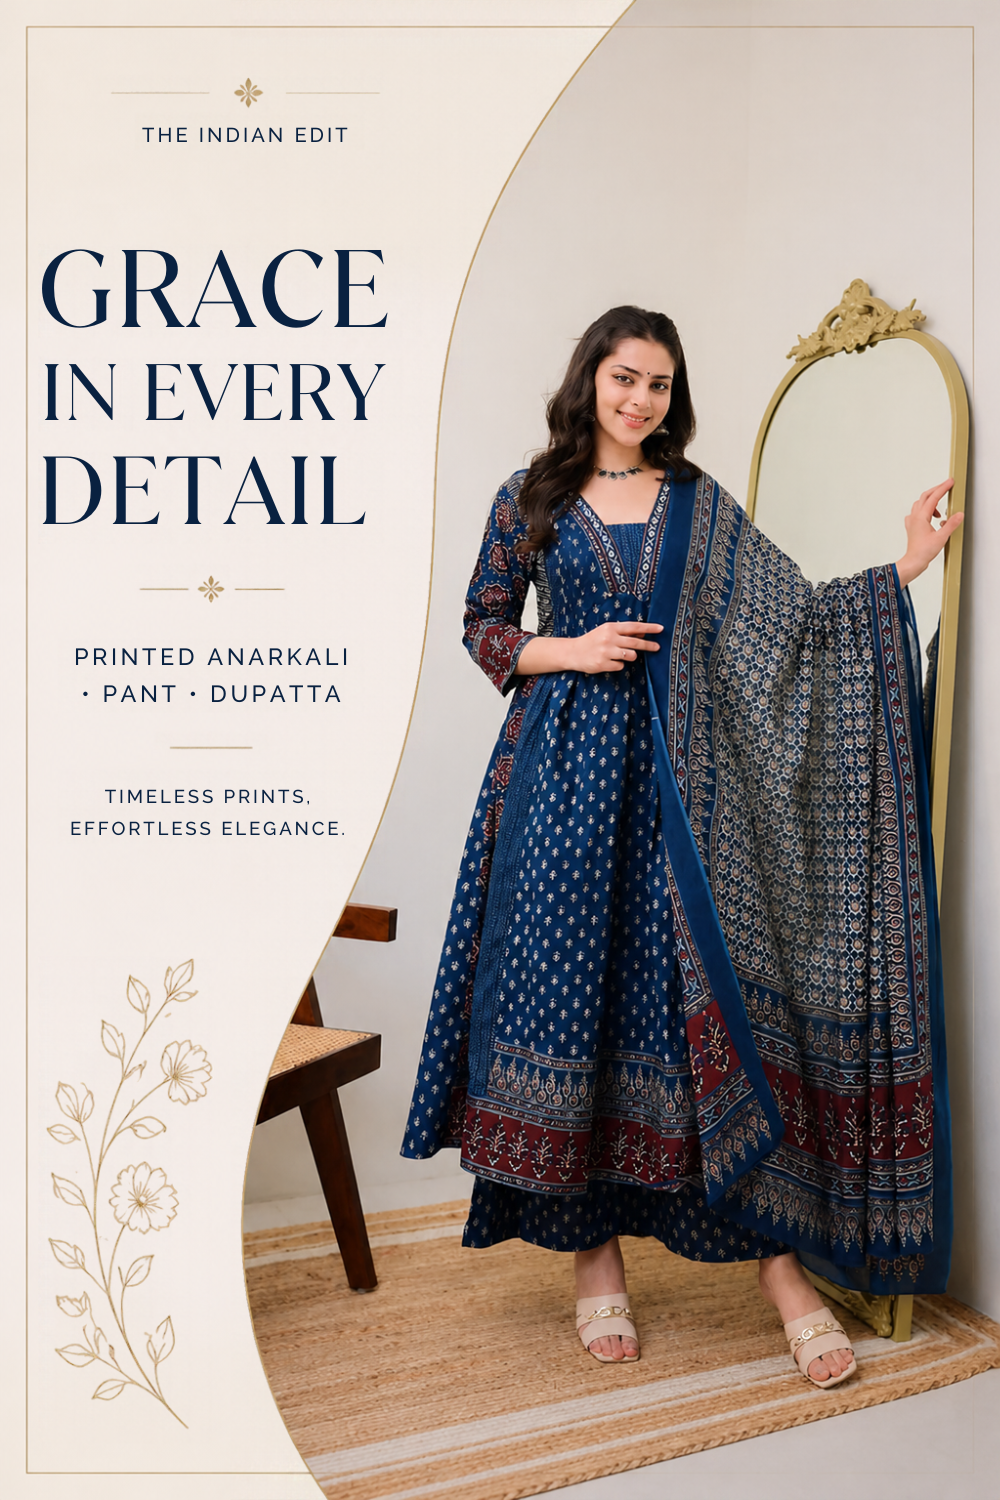 THE INDIAN EDIT
GRACE
IN EVERY
DETAIL
PRINTED ANARKALI
• PANT • DUPATTA
TIMELESS PRINTS,
EFFORTLESS ELEGANCE.